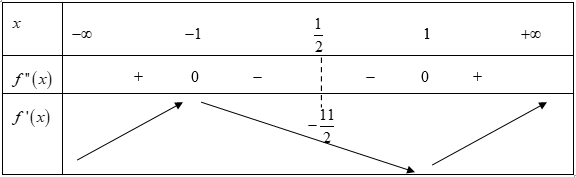 x −∞ −1 1/2 1 +∞
f''(x) + 0 − − 0 +
f'(x) −11/2